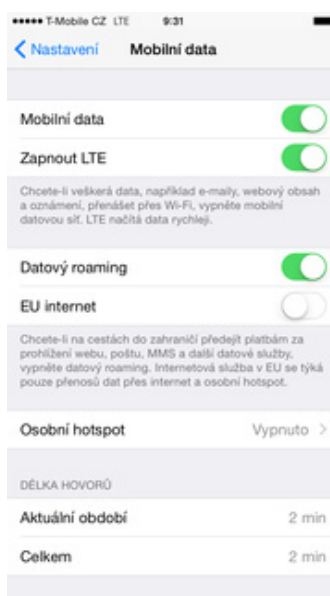 T-Mobile CZ LTE 9:31
Nastavení Mobilní data
Mobilní data
Zapnout LTE
Chcete-li veškerá data, například e-maily, webový obsah
a oznámení, přenášet přes Wi-Fi, vypněte mobilní
datovou síť. LTE načítá data rychleji.
Datový roaming
EU internet
Chcete-li na cestách do zahraničí předejít platbám za
prohlížení webu, poštu, MMS a další datové služby,
vypněte datový roaming. Internetová služba v EU se týká
pouze přenosů dat přes internet a osobní hotspot.
Osobní hotspot Vypnuto
DÉLKA HOVORŮ
Aktuální období 2 min
Celkem 2 min